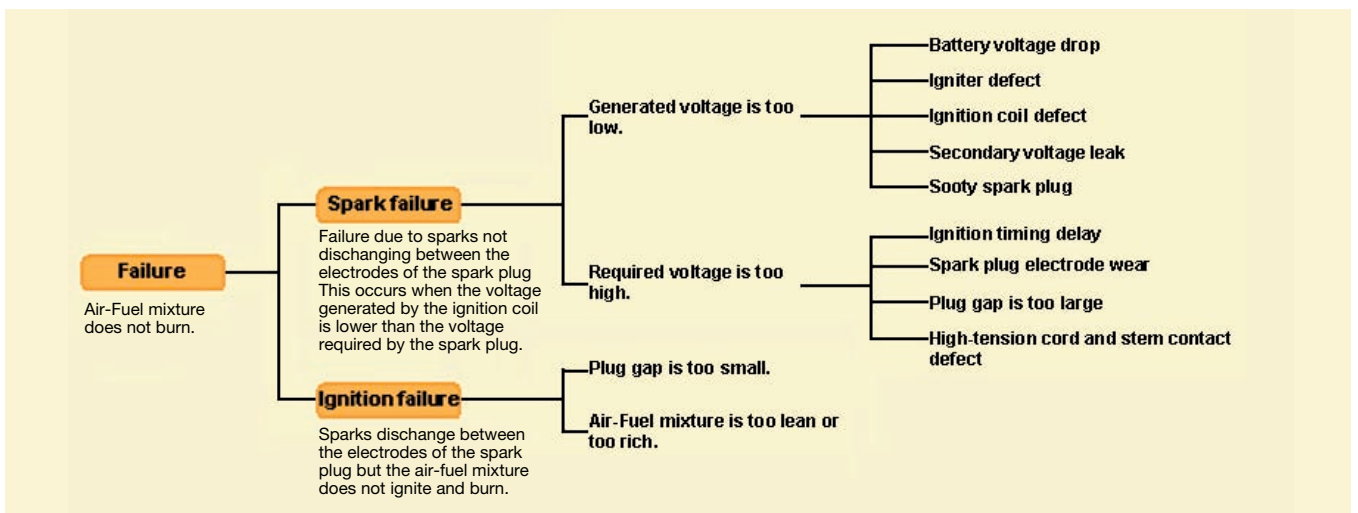 Failure
Air-Fuel mixture
does not burn.
Spark failure
Failure due to sparks not
dischanging between the
electrodes of the spark plug
This occurs when the voltage
generated by the ignition coil
is lower than the voltage
required by the spark plug.
Generated voltage is too
low.
Battery voltage drop
Igniter defect
Ignition coil defect
Secondary voltage leak
Sooty spark plug
Required voltage is too
high.
Ignition timing delay
Spark plug electrode wear
Plug gap is too large
High-tension cord and stem contact
defect
Ignition failure
Sparks discharge between
the electrodes of the spark
plug but the air-fuel mixture
does not ignite and burn.
Plug gap is too small.
Air-Fuel mixture is too lean or
too rich.